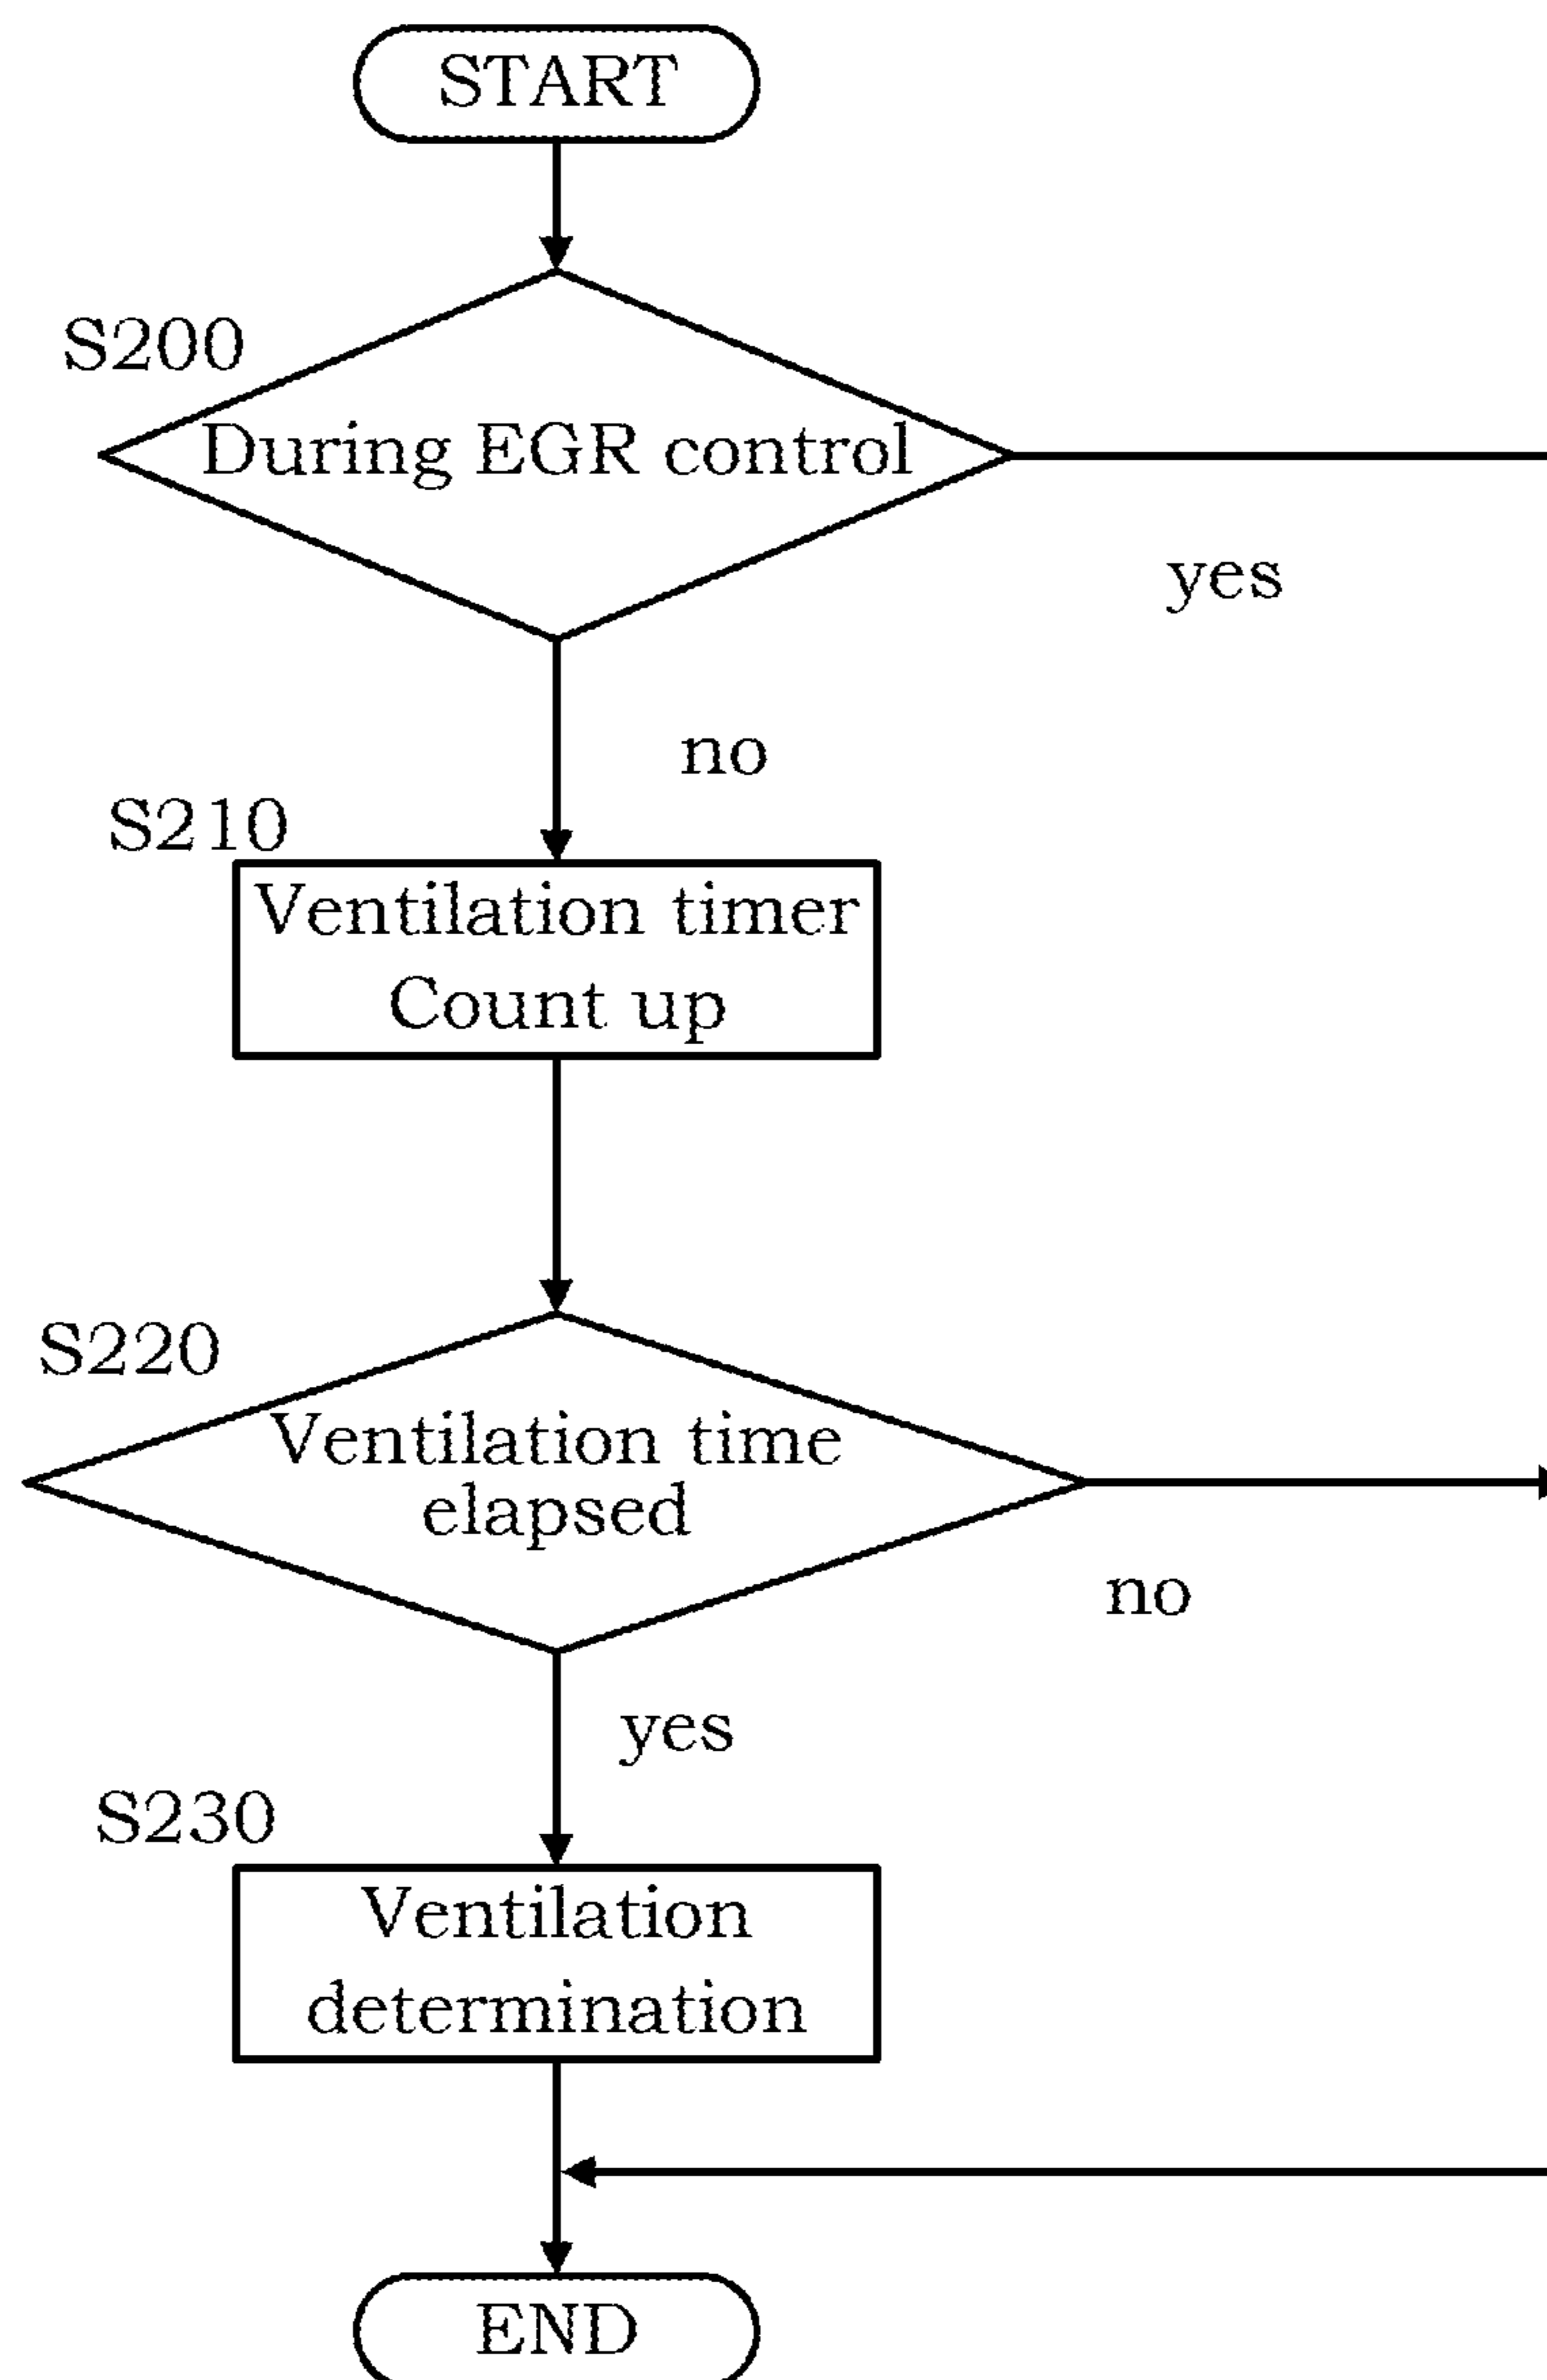 START
S200
During EGR control
yes
no
S210
Ventilation timer
Count up
S220
Ventilation time
elapsed
no
yes
S230
Ventilation
determination
END